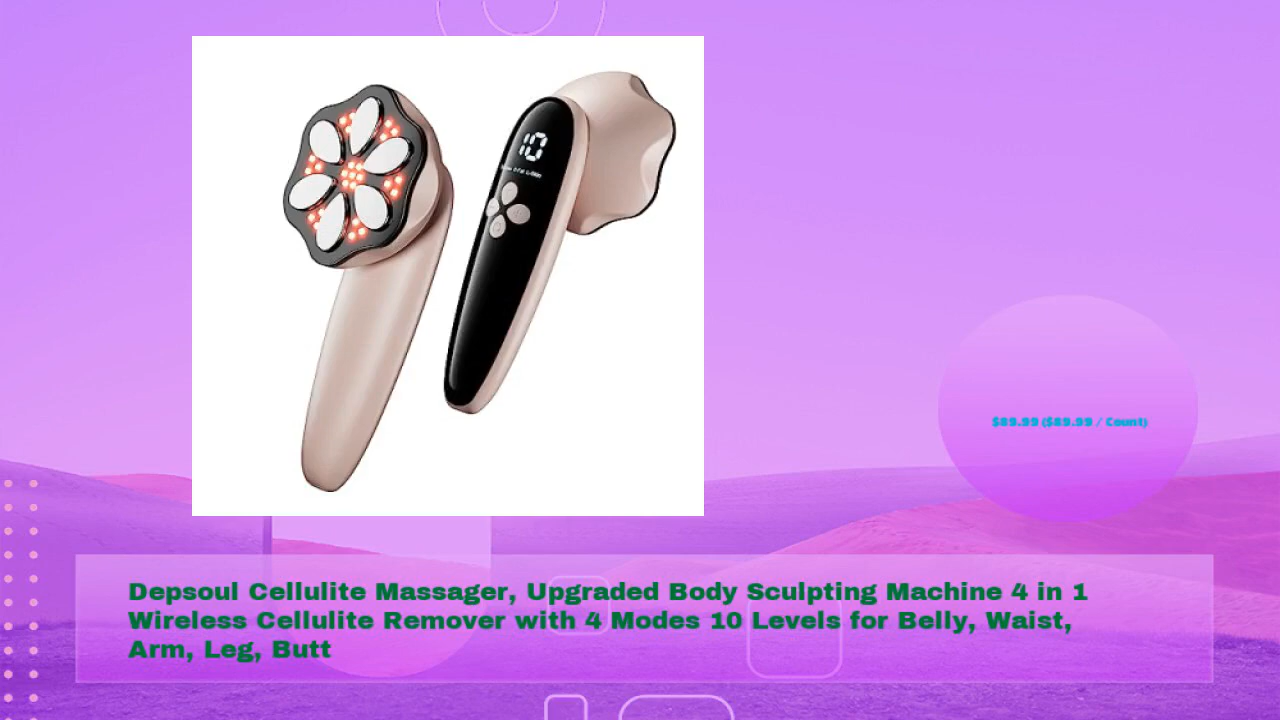 10
$89.99 ($89.99 / Count)
Depsoul Cellulite Massager, Upgraded Body Sculpting Machine 4 in 1
Wireless Cellulite Remover with 4 Modes 10 Levels for Belly, Waist,
Arm, Leg, Butt